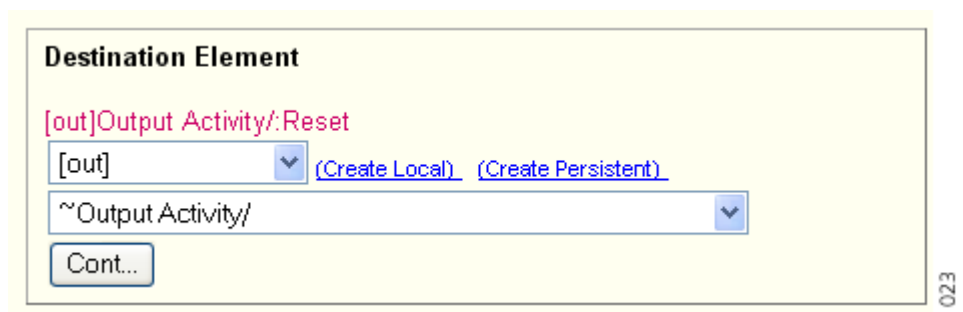 Destination Element
[out]Output Activity/:Reset
[out] (Create Local) (Create Persistent)
~Output Activity/
Cont...
023